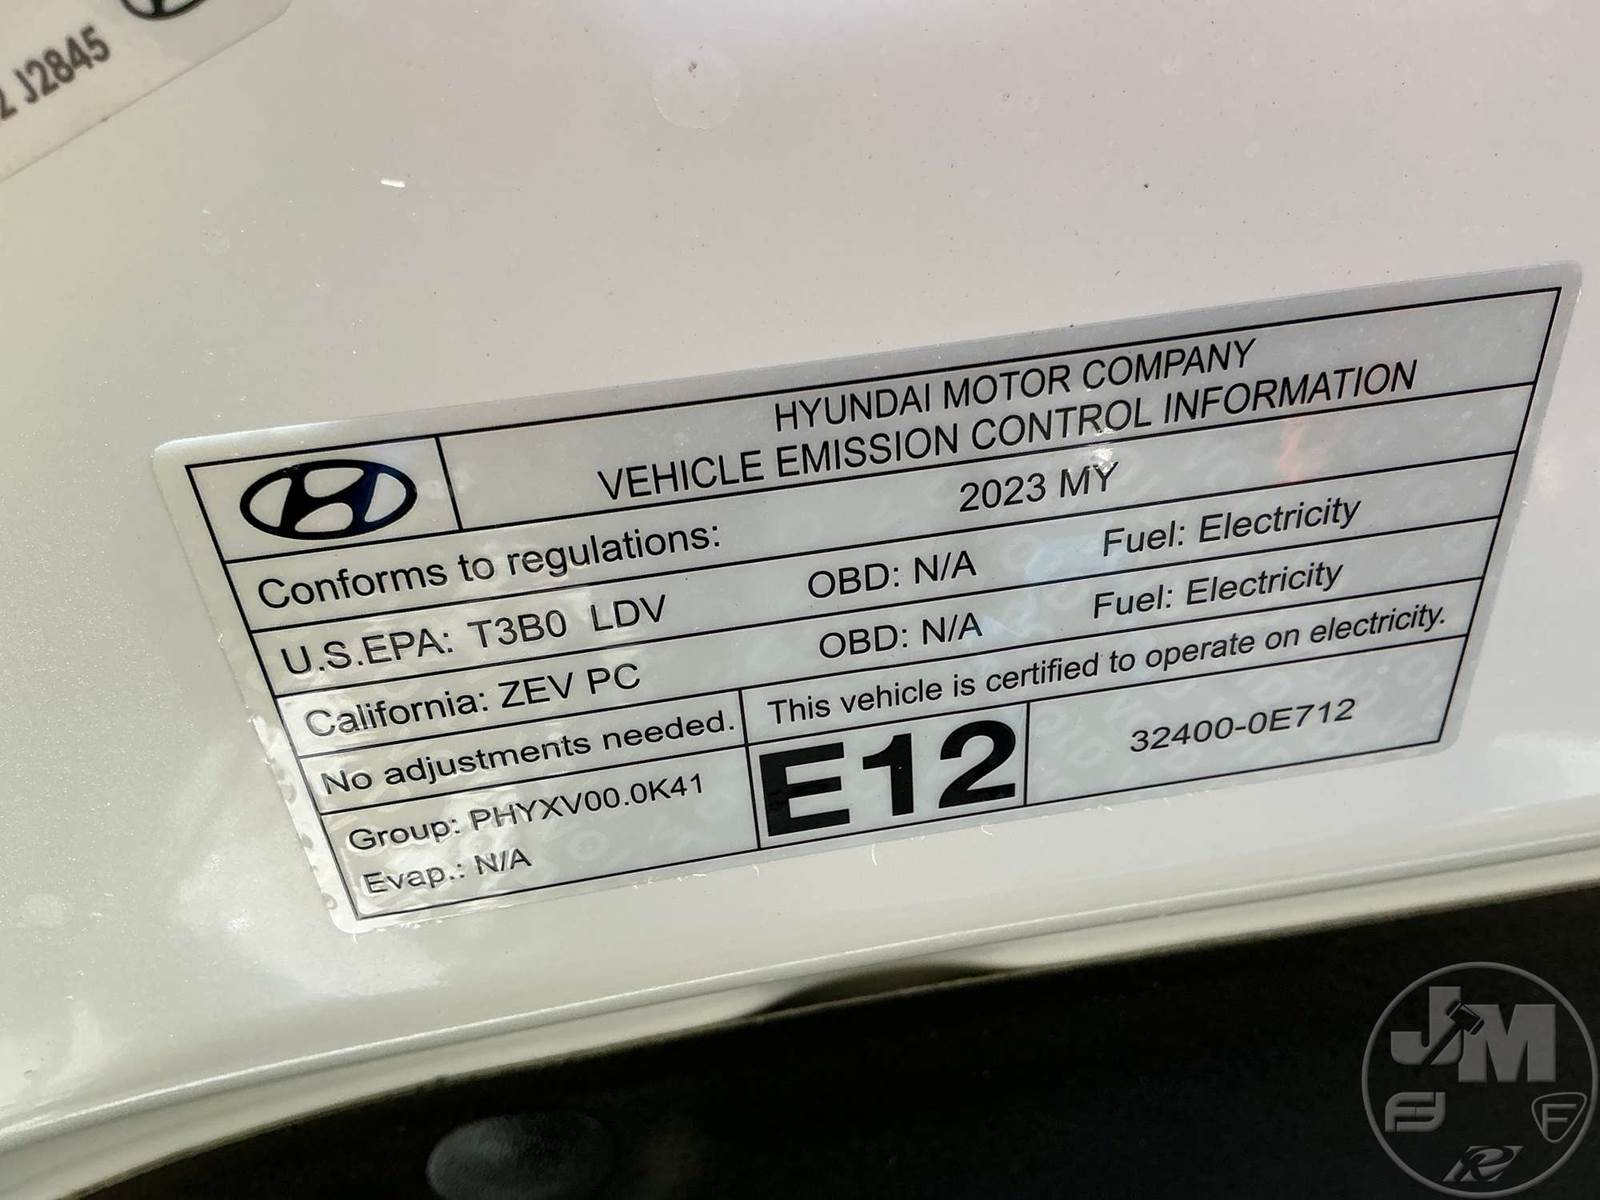 J2845
HYUNDAI MOTOR COMPANY
VEHICLE EMISSION CONTROL INFORMATION
Conforms to regulations: 2023 MY
U.S.EPA: T3B0 LDV OBD: N/A Fuel: Electricity
California: ZEV PC OBD: N/A Fuel: Electricity
No adjustments needed. This vehicle is certified to operate on electricity.
Group: PHYXV00.0K41
Evap.: N/A
E12
32400-0E712
JM